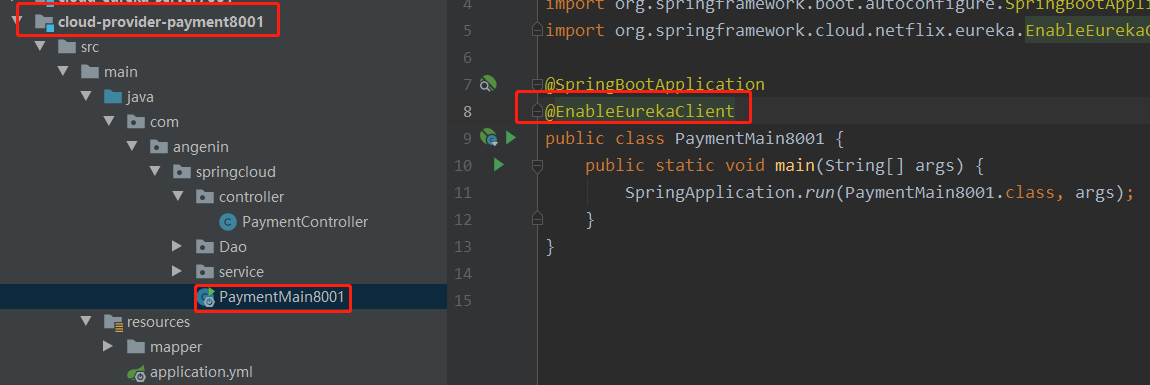 cloud-provider-payment8001
src
main
java
com
angenin
springcloud
controller
PaymentController
Dao
service
PaymentMain8001
resources
mapper
application.yml
4 import org.springframework.boot.autoconfigure.SpringBootAppli
5 import org.springframework.cloud.netflix.eureka.EnableEurekaC
6
7 @SpringBootApplication
8 @EnableEurekaClient
9 public class PaymentMain8001 {
10 public static void main(String[] args) {
11 SpringApplication.run(PaymentMain8001.class, args);
12 }
13 }
14
15